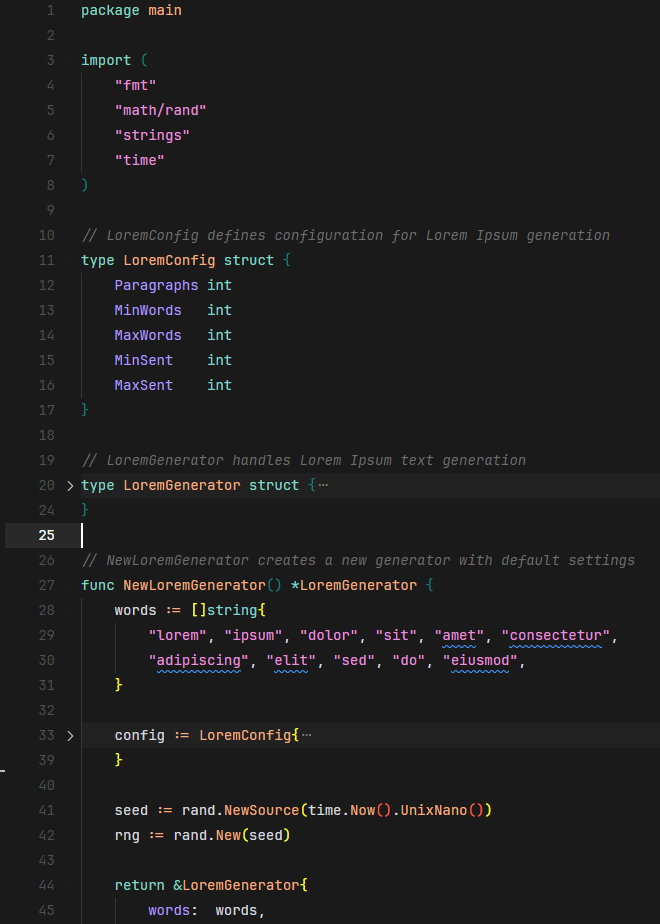 1 package main
2
3 import (
4     "fmt"
5     "math/rand"
6     "strings"
7     "time"
8 )
9
10 // LoremConfig defines configuration for Lorem Ipsum generation
11 type LoremConfig struct {
12     Paragraphs int
13     MinWords   int
14     MaxWords   int
15     MinSent    int
16     MaxSent    int
17 }
18
19 // LoremGenerator handles Lorem Ipsum text generation
20 > type LoremGenerator struct {⋯
24 }
25
26 // NewLoremGenerator creates a new generator with default settings
27 func NewLoremGenerator() *LoremGenerator {
28     words := []string{
29         "lorem", "ipsum", "dolor", "sit", "amet", "consectetur",
30         "adipiscing", "elit", "sed", "do", "eiusmod",
31     }
32
33 >     config := LoremConfig{⋯
39     }
40
41     seed := rand.NewSource(time.Now().UnixNano())
42     rng := rand.New(seed)
43
44     return &LoremGenerator{
45         words:  words,